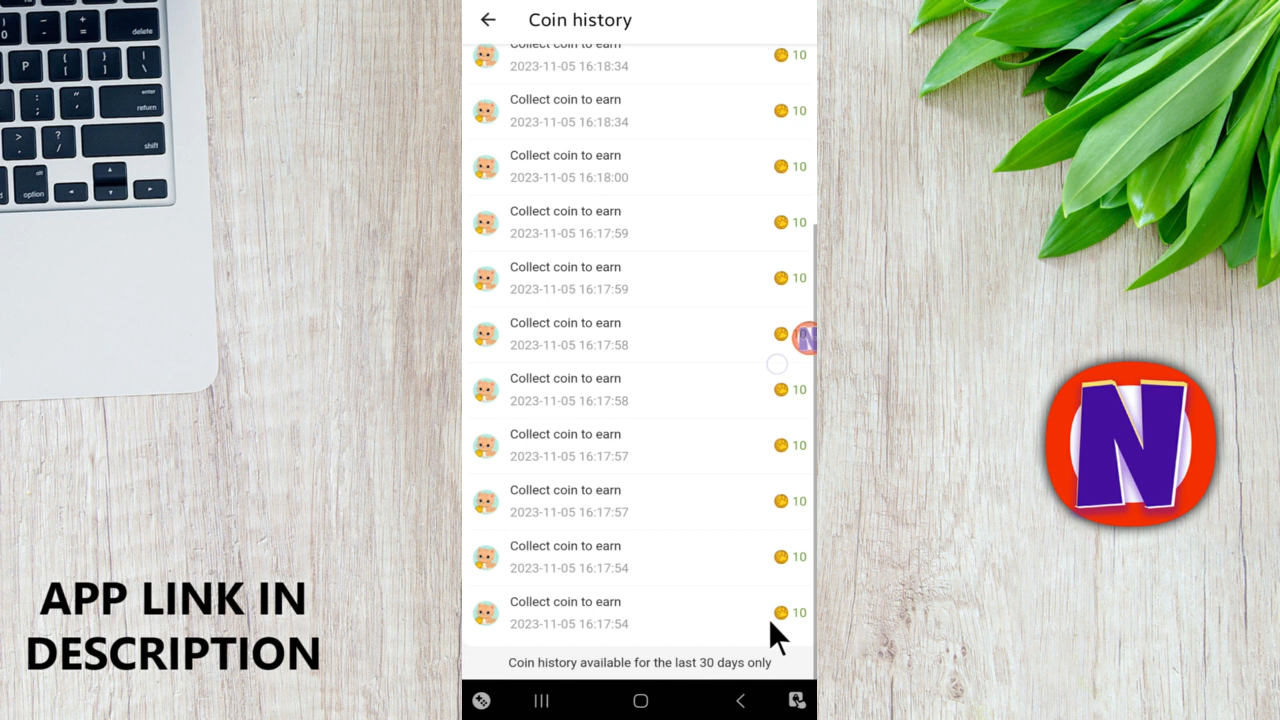 delete
return
shift
option
Coin history
Collect coin to earn
2023-11-05 16:18:34
10
Collect coin to earn
2023-11-05 16:18:34
10
Collect coin to earn
2023-11-05 16:18:00
10
Collect coin to earn
2023-11-05 16:17:59
10
Collect coin to earn
2023-11-05 16:17:59
10
Collect coin to earn
2023-11-05 16:17:58
Collect coin to earn
2023-11-05 16:17:58
10
Collect coin to earn
2023-11-05 16:17:57
10
Collect coin to earn
2023-11-05 16:17:57
10
Collect coin to earn
2023-11-05 16:17:54
10
Collect coin to earn
2023-11-05 16:17:54
10
Coin history available for the last 30 days only
N
N
APP LINK IN
DESCRIPTION